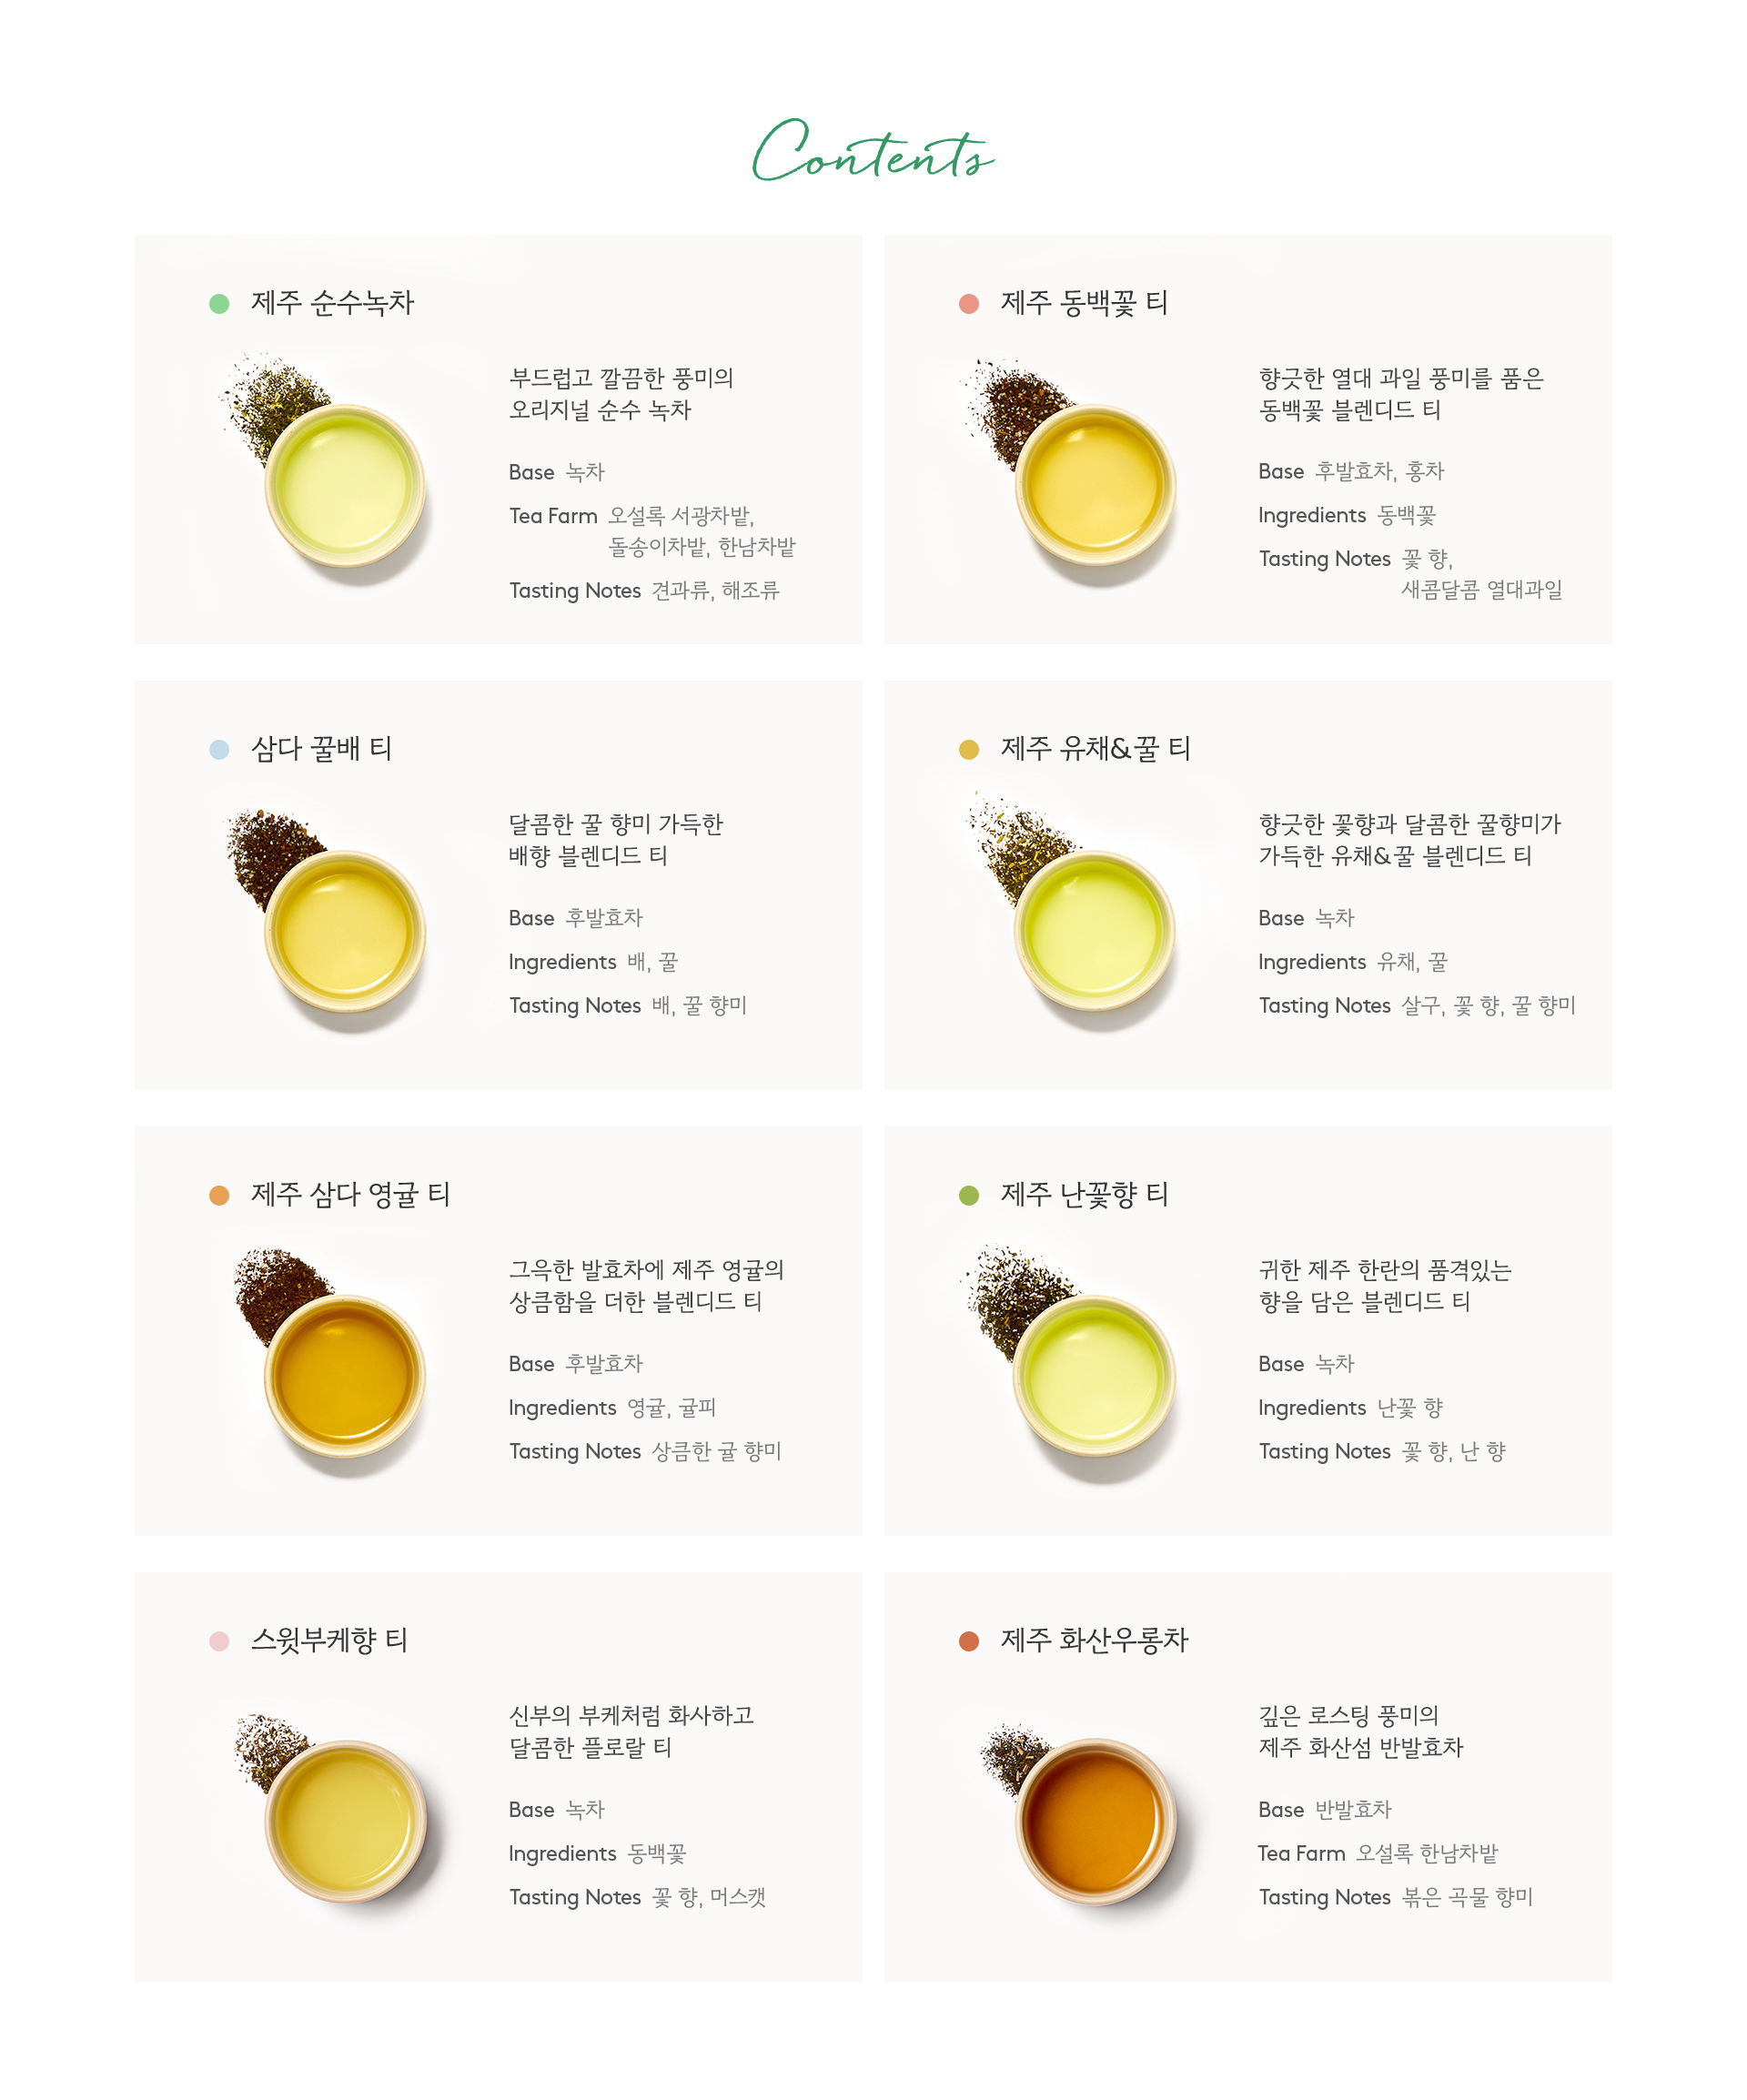 Contents
제주 순수녹차
부드럽고 깔끔한 풍미의
오리지널 순수 녹차
Base 녹차
Tea Farm 오설록 서광차밭,
돌송이차밭, 한남차밭
Tasting Notes 견과류, 해조류
제주 동백꽃 티
향긋한 열대 과일 풍미를 품은
동백꽃 블렌디드 티
Base 후발효차, 홍차
Ingredients 동백꽃
Tasting Notes 꽃 향,
새콤달콤 열대과일
삼다 꿀배 티
달콤한 꿀 향미 가득한
배향 블렌디드 티
Base 후발효차
Ingredients 배, 꿀
Tasting Notes 배, 꿀 향미
제주 유채&꿀 티
향긋한 꽃향과 달콤한 꿀향미가
가득한 유채&꿀 블렌디드 티
Base 녹차
Ingredients 유채, 꿀
Tasting Notes 살구, 꽃 향, 꿀 향미
제주 삼다 영귤 티
그윽한 발효차에 제주 영귤의
상큼함을 더한 블렌디드 티
Base 후발효차
Ingredients 영귤, 귤피
Tasting Notes 상큼한 귤 향미
제주 난꽃향 티
귀한 제주 한란의 품격있는
향을 담은 블렌디드 티
Base 녹차
Ingredients 난꽃 향
Tasting Notes 꽃 향, 난 향
스윗부케향 티
신부의 부케처럼 화사하고
달콤한 플로랄 티
Base 녹차
Ingredients 동백꽃
Tasting Notes 꽃 향, 머스캣
제주 화산우롱차
깊은 로스팅 풍미의
제주 화산섬 반발효차
Base 반발효차
Tea Farm 오설록 한남차밭
Tasting Notes 볶은 곡물 향미